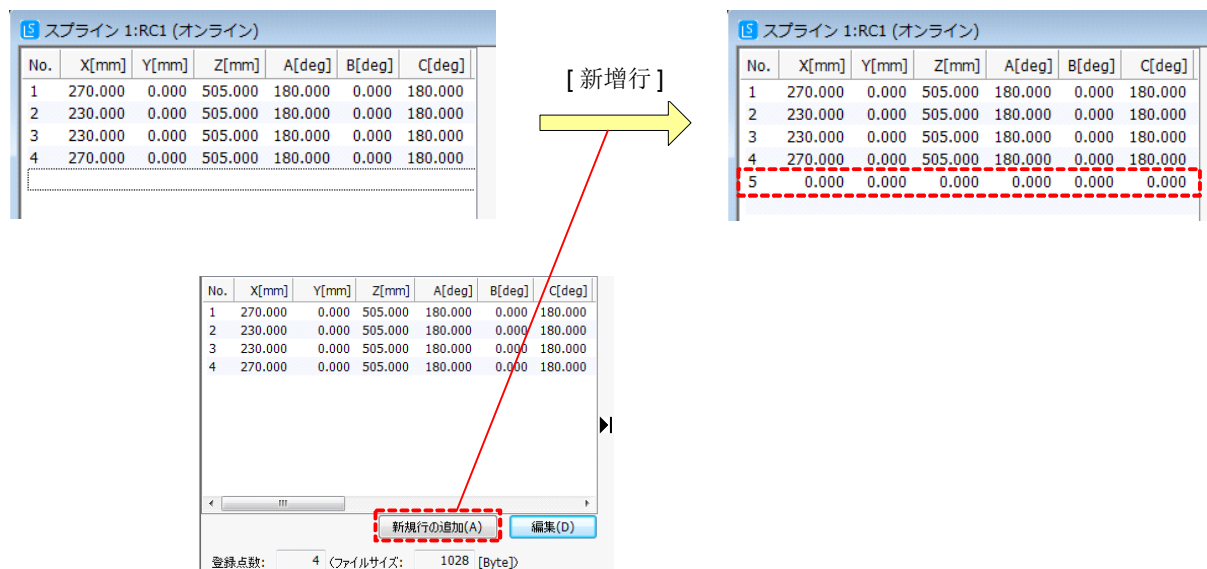 スプライン 1:RC1 (オンライン)
No. X[mm] Y[mm] Z[mm] A[deg] B[deg] C[deg]
1 270.000 0.000 505.000 180.000 0.000 180.000
2 230.000 0.000 505.000 180.000 0.000 180.000
3 230.000 0.000 505.000 180.000 0.000 180.000
4 270.000 0.000 505.000 180.000 0.000 180.000
[ 新增行 ]
スプライン 1:RC1 (オンライン)
No. X[mm] Y[mm] Z[mm] A[deg] B[deg] C[deg]
1 270.000 0.000 505.000 180.000 0.000 180.000
2 230.000 0.000 505.000 180.000 0.000 180.000
3 230.000 0.000 505.000 180.000 0.000 180.000
4 270.000 0.000 505.000 180.000 0.000 180.000
5 0.000 0.000 0.000 0.000 0.000 0.000
No. X[mm] Y[mm] Z[mm] A[deg] B[deg] C[deg]
1 270.000 0.000 505.000 180.000 0.000 180.000
2 230.000 0.000 505.000 180.000 0.000 180.000
3 230.000 0.000 505.000 180.000 0.000 180.000
4 270.000 0.000 505.000 180.000 0.000 180.000
新規行の追加(A) 編集(D)
登録点数: 4 (ファイルサイズ: 1028 [Byte])